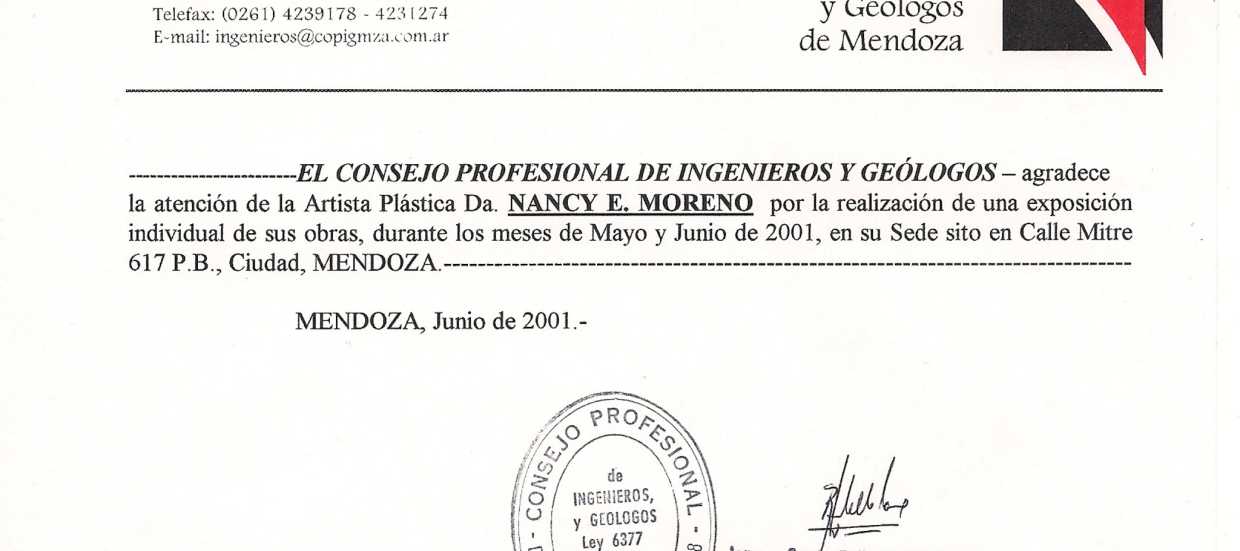 Telefax: (0261) 4239178 - 4231274
E-mail: ingenieros@copigmza.com.ar
y Geólogos
de Mendoza
------------------------EL CONSEJO PROFESIONAL DE INGENIEROS Y GEÓLOGOS – agradece
la atención de la Artista Plástica Da. NANCY E. MORENO por la realización de una exposición
individual de sus obras, durante los meses de Mayo y Junio de 2001, en su Sede sito en Calle Mitre
617 P.B., Ciudad, MENDOZA.---------------------------------------------------------------------------------
MENDOZA, Junio de 2001.-
- CONSEJO PROFESIONAL -
de
INGENIEROS,
y GEOLOGOS
Ley 6377